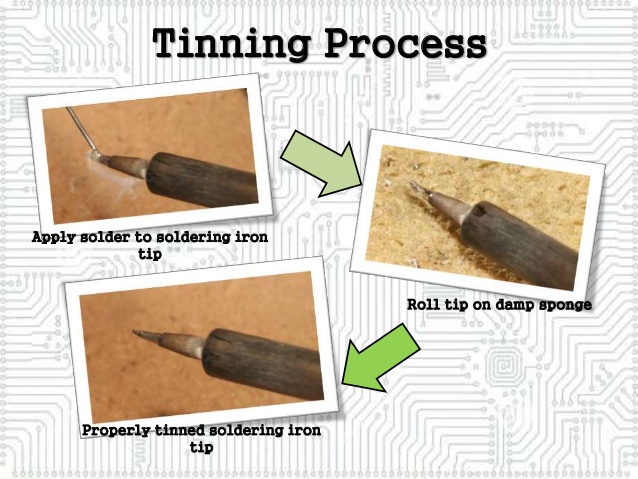 Tinning Process
Apply solder to soldering iron
tip
Roll tip on damp sponge
Properly tinned soldering iron
tip